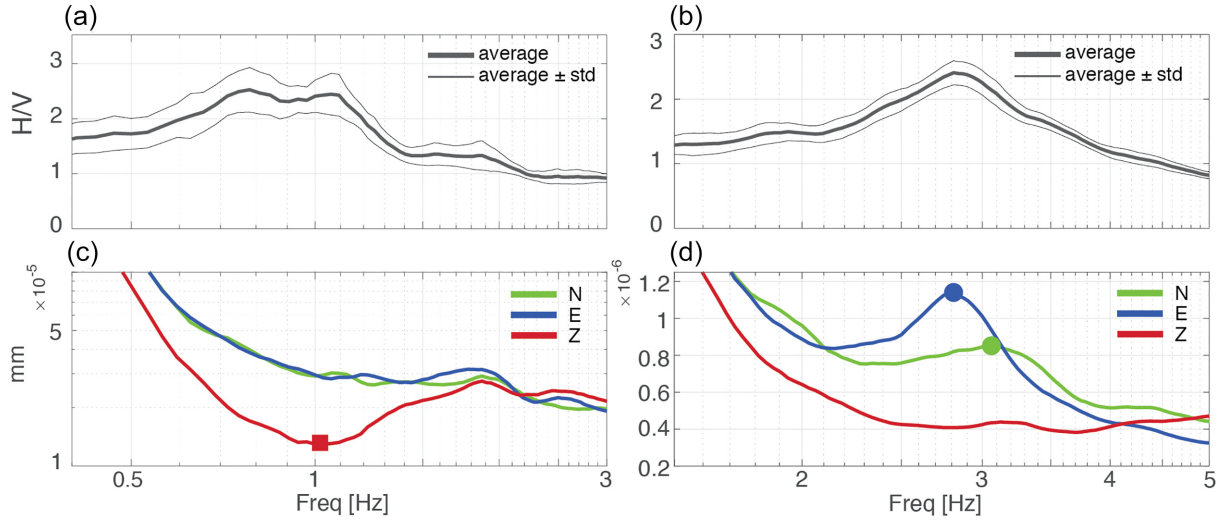 (a)
3
2
1
0
H/V
average
average ± std
(b)
3
2
1
0
average
average ± std
(c)
× 10⁻⁵
5
1
mm
N
E
Z
0.5
1
3
Freq [Hz]
(d)
× 10⁻⁶
1.2
1
0.8
0.6
0.4
0.2
N
E
Z
2
3
4
5
Freq [Hz]